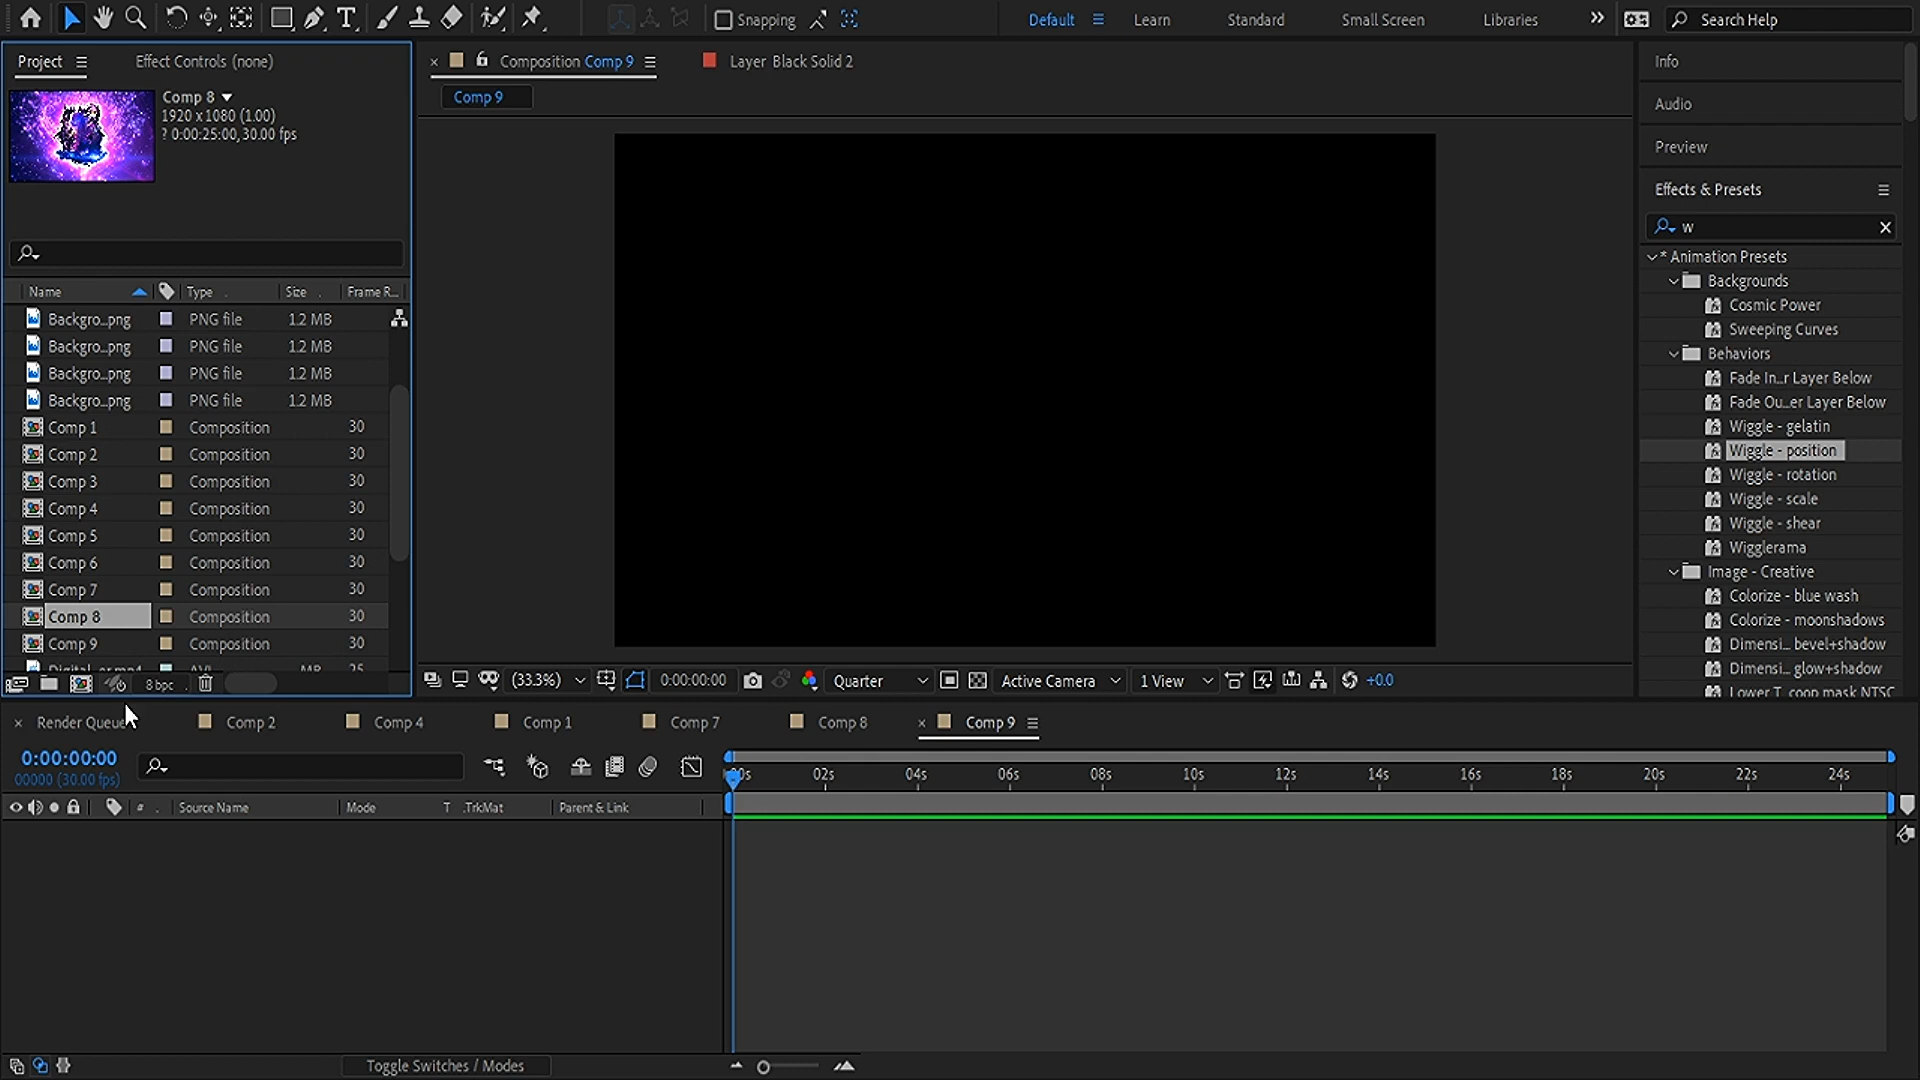 Snapping
Default
Learn
Standard
Small Screen
Libraries
Search Help
Project
Effect Controls (none)
Comp 8
1920 x 1080 (1.00)
? 0:00:25:00, 30.00 fps
Name
Type
Size
Frame R...
Backgro...png PNG file 1.2 MB
Backgro...png PNG file 1.2 MB
Backgro...png PNG file 1.2 MB
Backgro...png PNG file 1.2 MB
Comp 1 Composition 30
Comp 2 Composition 30
Comp 3 Composition 30
Comp 4 Composition 30
Comp 5 Composition 30
Comp 6 Composition 30
Comp 7 Composition 30
Comp 8 Composition 30
Comp 9 Composition 30
8 bpc
Composition Comp 9
Layer Black Solid 2
Comp 9
(33.3%)
0:00:00:00
Quarter
Active Camera
1 View
+0.0
Info
Audio
Preview
Effects & Presets
w
* Animation Presets
Backgrounds
Cosmic Power
Sweeping Curves
Behaviors
Fade In...r Layer Below
Fade Ou...er Layer Below
Wiggle - gelatin
Wiggle - position
Wiggle - rotation
Wiggle - scale
Wiggle - shear
Wigglerama
Image - Creative
Colorize - blue wash
Colorize - moonshadows
Dimensi... bevel+shadow
Dimensi... glow+shadow
Render Queue
Comp 2
Comp 4
Comp 1
Comp 7
Comp 8
Comp 9
0:00:00:00
00000 (30.00 fps)
02s 04s 06s 08s 10s 12s 14s 16s 18s 20s 22s 24s
# Source Name Mode T .TrkMat Parent & Link
Toggle Switches / Modes